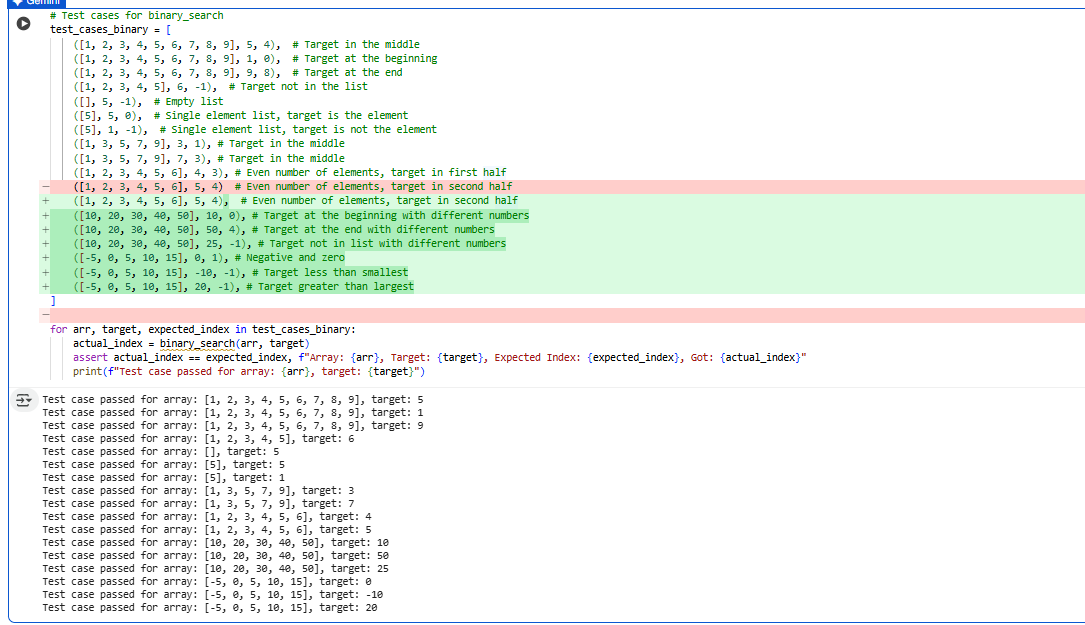 Gemini
# Test cases for binary_search
test_cases_binary = [
([1, 2, 3, 4, 5, 6, 7, 8, 9], 5, 4),  # Target in the middle
([1, 2, 3, 4, 5, 6, 7, 8, 9], 1, 0),  # Target at the beginning
([1, 2, 3, 4, 5, 6, 7, 8, 9], 9, 8),  # Target at the end
([1, 2, 3, 4, 5], 6, -1),  # Target not in the list
([], 5, -1),  # Empty list
([5], 5, 0),  # Single element list, target is the element
([5], 1, -1),  # Single element list, target is not the element
([1, 3, 5, 7, 9], 3, 1), # Target in the middle
([1, 3, 5, 7, 9], 7, 3), # Target in the middle
([1, 2, 3, 4, 5, 6], 4, 3), # Even number of elements, target in first half
- ([1, 2, 3, 4, 5, 6], 5, 4)  # Even number of elements, target in second half
+ ([1, 2, 3, 4, 5, 6], 5, 4),  # Even number of elements, target in second half
+ ([10, 20, 30, 40, 50], 10, 0), # Target at the beginning with different numbers
+ ([10, 20, 30, 40, 50], 50, 4), # Target at the end with different numbers
+ ([10, 20, 30, 40, 50], 25, -1), # Target not in list with different numbers
+ ([-5, 0, 5, 10, 15], 0, 1), # Negative and zero
+ ([-5, 0, 5, 10, 15], -10, -1), # Target less than smallest
+ ([-5, 0, 5, 10, 15], 20, -1), # Target greater than largest
]
-
for arr, target, expected_index in test_cases_binary:
actual_index = binary_search(arr, target)
assert actual_index == expected_index, f"Array: {arr}, Target: {target}, Expected Index: {expected_index}, Got: {actual_index}"
print(f"Test case passed for array: {arr}, target: {target}")
Test case passed for array: [1, 2, 3, 4, 5, 6, 7, 8, 9], target: 5
Test case passed for array: [1, 2, 3, 4, 5, 6, 7, 8, 9], target: 1
Test case passed for array: [1, 2, 3, 4, 5, 6, 7, 8, 9], target: 9
Test case passed for array: [1, 2, 3, 4, 5], target: 6
Test case passed for array: [], target: 5
Test case passed for array: [5], target: 5
Test case passed for array: [5], target: 1
Test case passed for array: [1, 3, 5, 7, 9], target: 3
Test case passed for array: [1, 3, 5, 7, 9], target: 7
Test case passed for array: [1, 2, 3, 4, 5, 6], target: 4
Test case passed for array: [1, 2, 3, 4, 5, 6], target: 5
Test case passed for array: [10, 20, 30, 40, 50], target: 10
Test case passed for array: [10, 20, 30, 40, 50], target: 50
Test case passed for array: [10, 20, 30, 40, 50], target: 25
Test case passed for array: [-5, 0, 5, 10, 15], target: 0
Test case passed for array: [-5, 0, 5, 10, 15], target: -10
Test case passed for array: [-5, 0, 5, 10, 15], target: 20